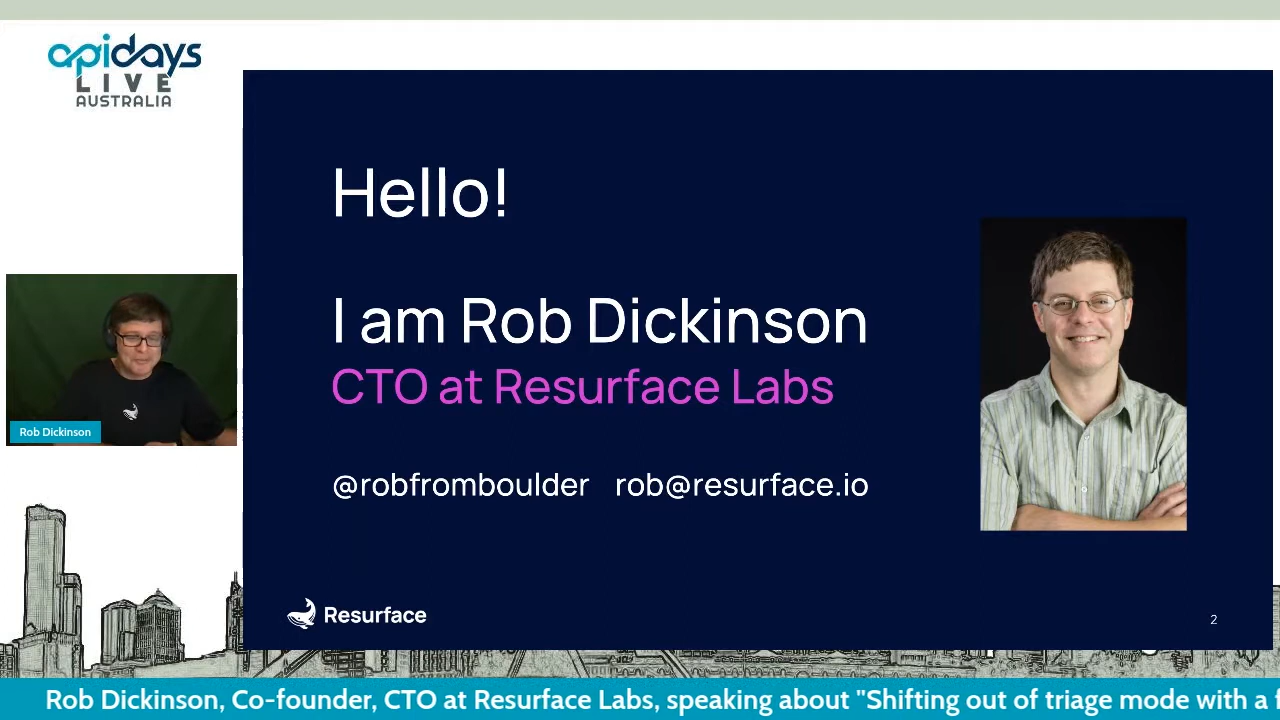 apidays
LIVE
AUSTRALIA
Hello!
I am Rob Dickinson
CTO at Resurface Labs
@robfromboulder rob@resurface.io
Rob Dickinson
Resurface
2
Rob Dickinson, Co-founder, CTO at Resurface Labs, speaking about "Shifting out of triage mode with a